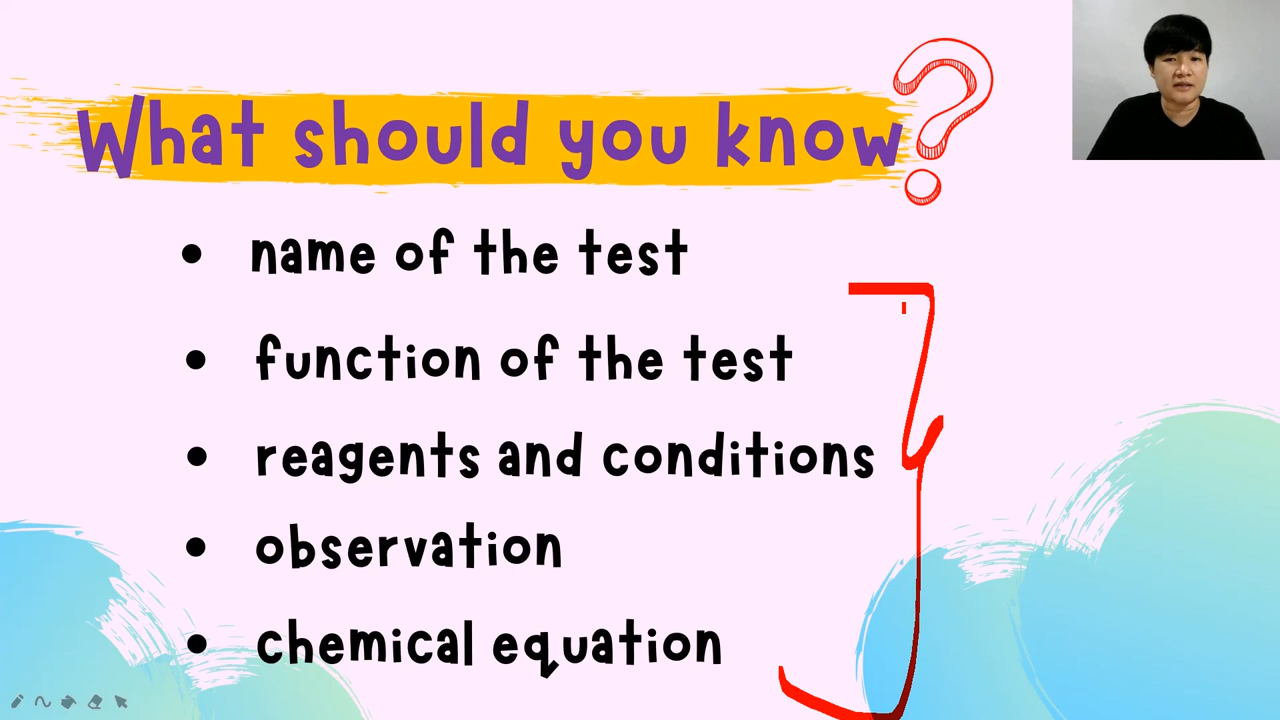 What should you know?
• name of the test
• function of the test
• reagents and conditions
• observation
• chemical equation